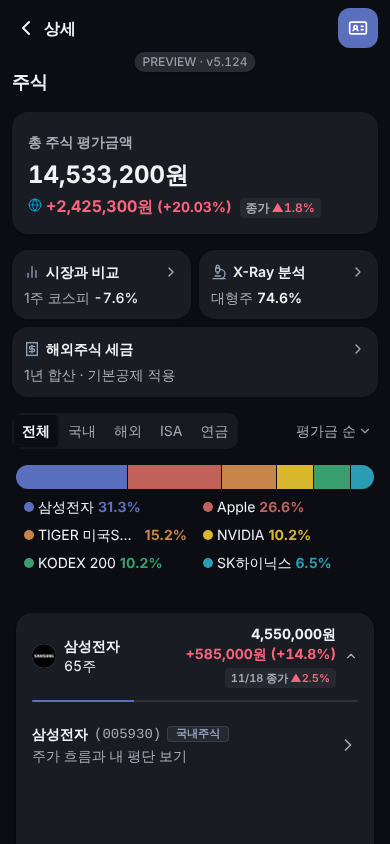 상세
PREVIEW · v5.124
주식
총 주식 평가금액
14,533,200원
+2,425,300원 (+20.03%) 종가 ▲1.8%
시장과 비교
1주 코스피 -7.6%
X-Ray 분석
대형주 74.6%
해외주식 세금
1년 합산 · 기본공제 적용
전체 국내 해외 ISA 연금 평가금 순
삼성전자 31.3% Apple 26.6%
TIGER 미국S... 15.2% NVIDIA 10.2%
KODEX 200 10.2% SK하이닉스 6.5%
SAMSUNG
삼성전자
65주
4,550,000원
+585,000원 (+14.8%)
11/18 종가 ▲2.5%
삼성전자 (005930) 국내주식
주가 흐름과 내 평단 보기